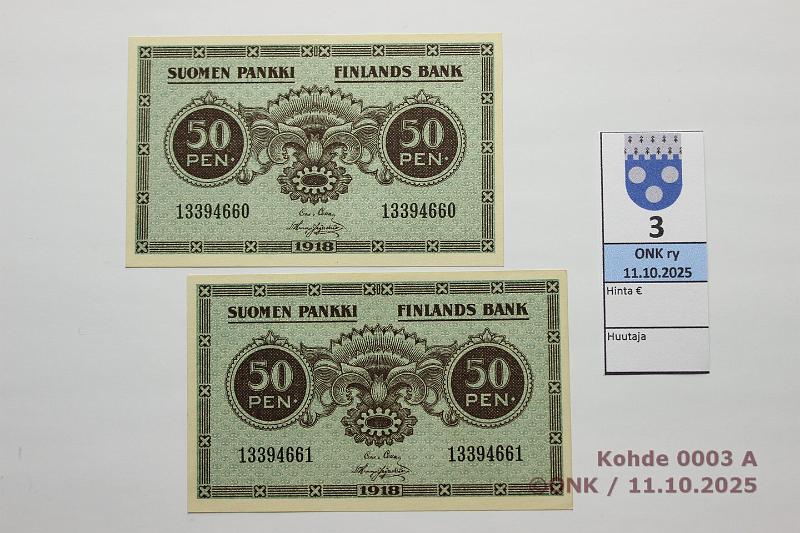 SUOMEN PANKKI FINLANDS BANK
50 PEN. 50 PEN.
13394660 13394660
1918
SUOMEN PANKKI FINLANDS BANK
50 PEN. 50 PEN.
13394661 13394661
1918
3
ONK ry
11.10.2025
Hinta €
Huutaja
Kohde 0003 A
©ONK / 11.10.2025